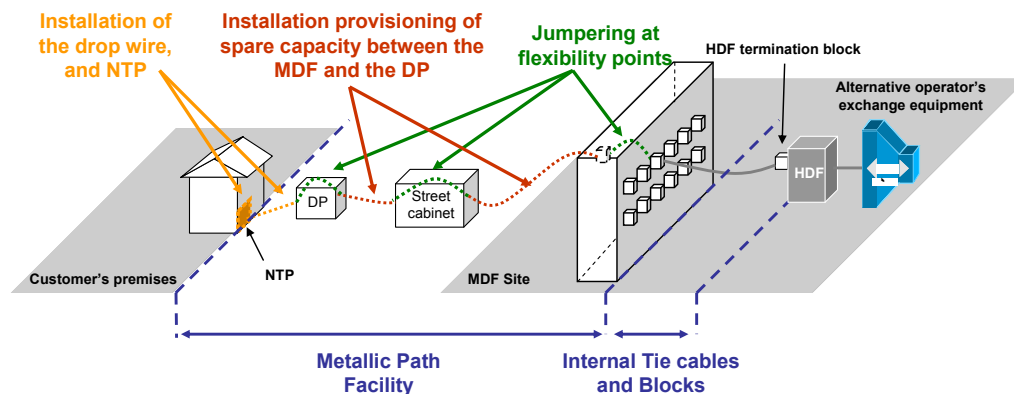 Installation of
the drop wire,
and NTP
Installation provisioning of
spare capacity between the
MDF and the DP
Jumpering at
flexibility points
HDF termination block
Alternative operator's
exchange equipment
DP
Street
cabinet
HDF
Customer's premises
NTP
MDF Site
Metallic Path
Facility
Internal Tie cables
and Blocks